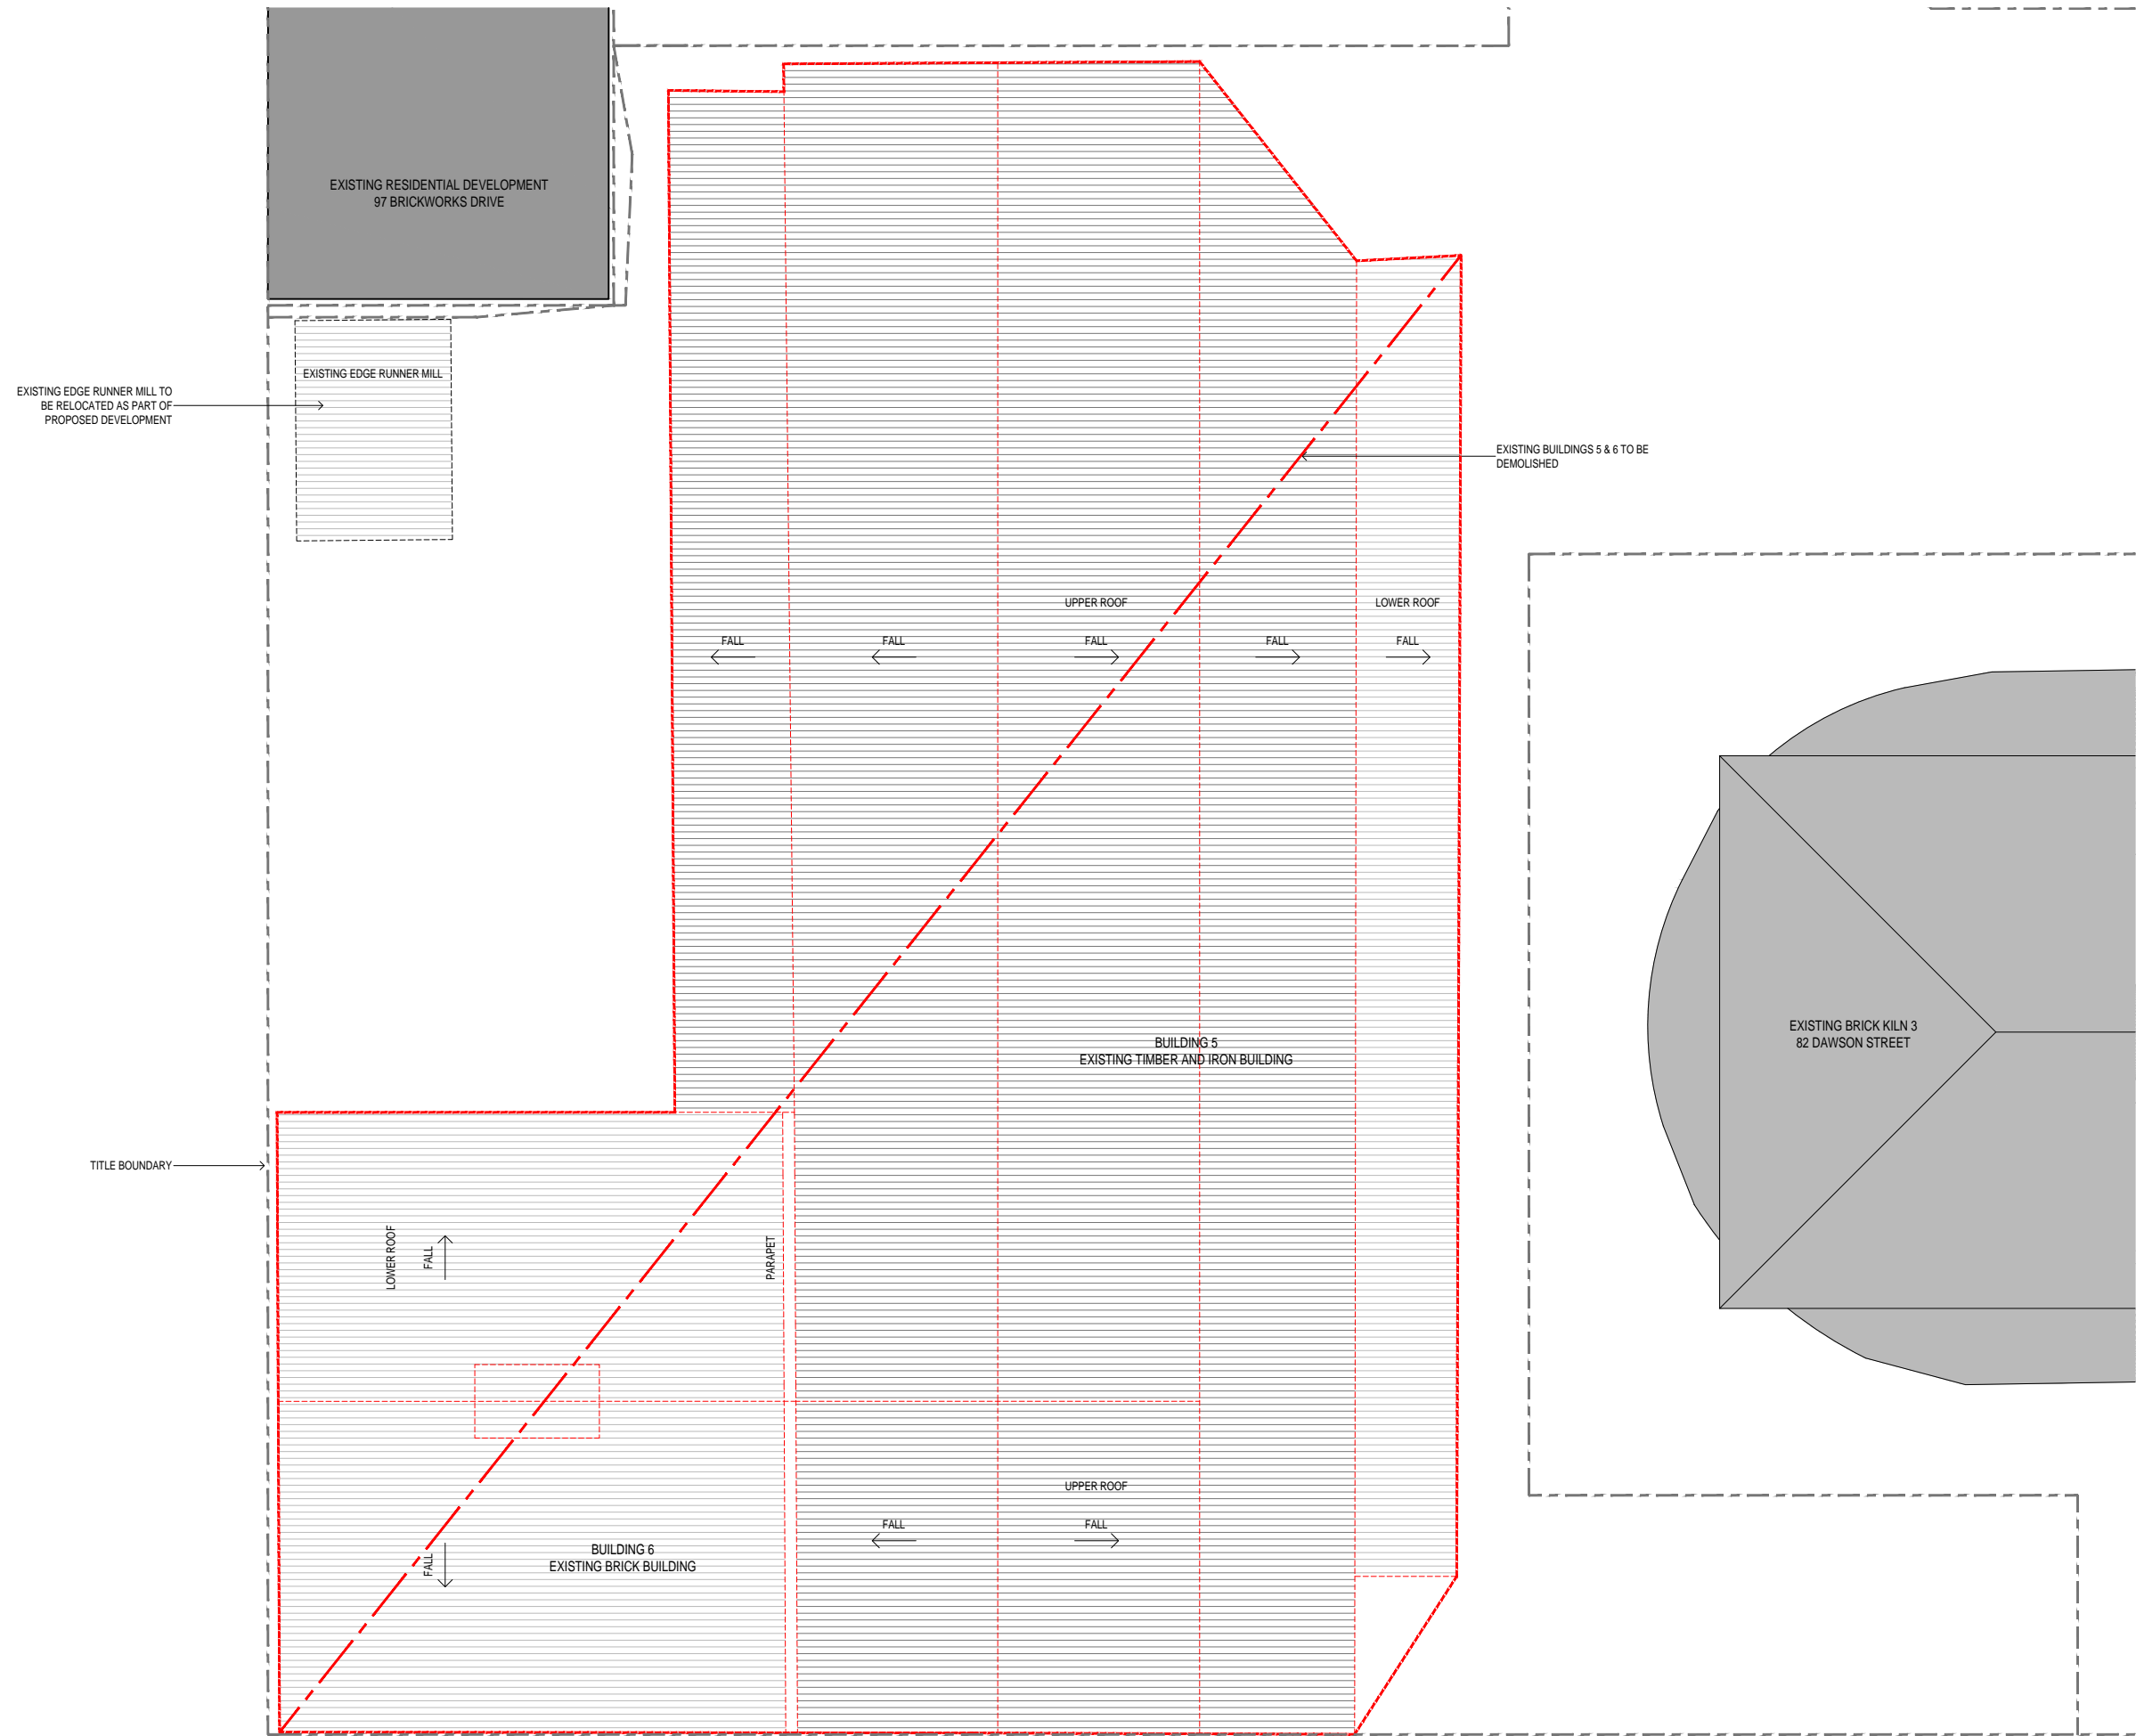 EXISTING RESIDENTIAL DEVELOPMENT
97 BRICKWORKS DRIVE
EXISTING EDGE RUNNER MILL
EXISTING EDGE RUNNER MILL TO
BE RELOCATED AS PART OF
PROPOSED DEVELOPMENT
EXISTING BUILDINGS 5 & 6 TO BE
DEMOLISHED
UPPER ROOF
LOWER ROOF
FALL
FALL
FALL
FALL
FALL
EXISTING BRICK KILN 3
82 DAWSON STREET
BUILDING 5
EXISTING TIMBER AND IRON BUILDING
TITLE BOUNDARY
LOWER ROOF
FALL
PARAPET
UPPER ROOF
FALL
FALL
FALL
BUILDING 6
EXISTING BRICK BUILDING